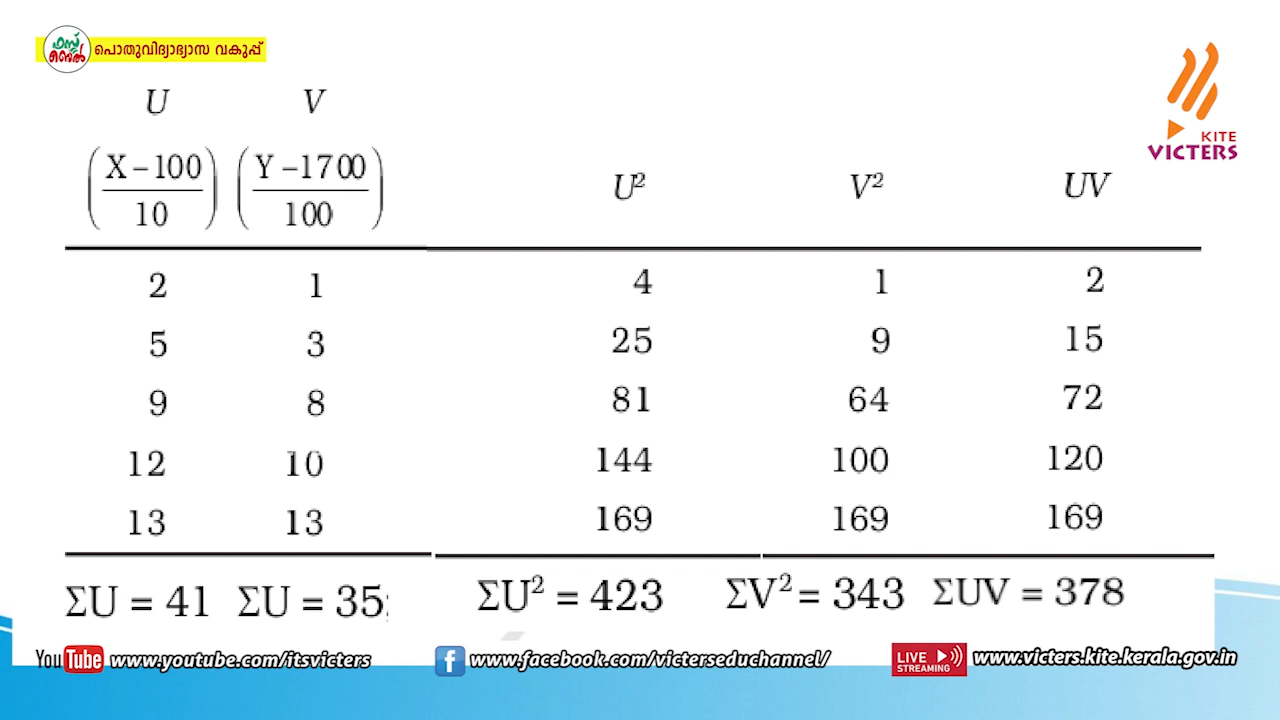 ഫസ്റ്റ് ബെൽ പൊതുവിദ്യാഭ്യാസ വകുപ്പ്
KITE
VICTERS
U V
(X – 100 / 10) (Y – 1700 / 100) U² V² UV
2 1 4 1 2
5 3 25 9 15
9 8 81 64 72
12 10 144 100 120
13 13 169 169 169
ΣU = 41 ΣU = 35 ΣU² = 423 ΣV² = 343 ΣUV = 378
YouTube www.youtube.com/itsvicters f www.facebook.com/victerseduchannel/ LIVE STREAMING www.victers.kite.kerala.gov.in